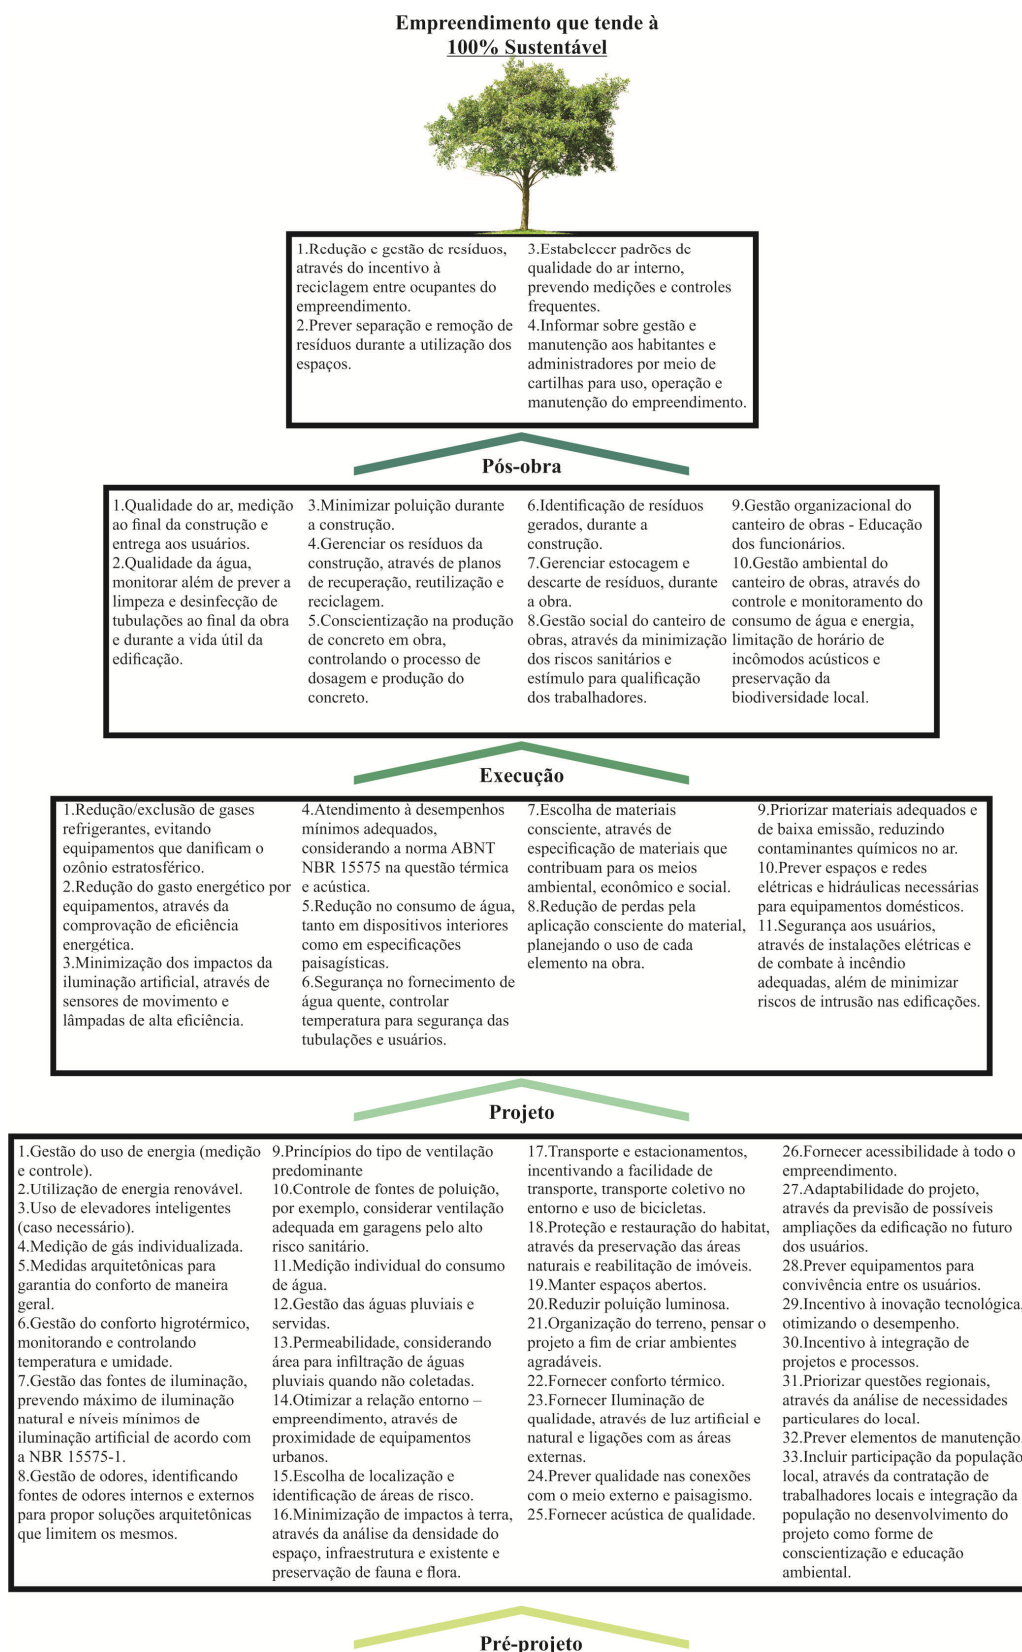 Empreendimento que tende à
100% Sustentável
1.Redução e gestão de resíduos,
através do incentivo à
reciclagem entre ocupantes do
empreendimento.
2.Prever separação e remoção de
resíduos durante a utilização dos
espaços.
3.Estabelecer padrões de
qualidade do ar interno,
prevendo medições e controles
frequentes.
4.Informar sobre gestão e
manutenção aos habitantes e
administradores por meio de
cartilhas para uso, operação e
manutenção do empreendimento.
Pós-obra
1.Qualidade do ar, medição
ao final da construção e
entrega aos usuários.
2.Qualidade da água,
monitorar além de prever a
limpeza e desinfecção de
tubulações ao final da obra
e durante a vida útil da
edificação.
3.Minimizar poluição durante
a construção.
4.Gerenciar os resíduos da
construção, através de planos
de recuperação, reutilização e
reciclagem.
5.Conscientização na produção
de concreto em obra,
controlando o processo de
dosagem e produção do
concreto.
6.Identificação de resíduos
gerados, durante a
construção.
7.Gerenciar estocagem e
descarte de resíduos, durante
a obra.
8.Gestão social do canteiro de
obras, através da minimização
dos riscos sanitários e
estímulo para qualificação
dos trabalhadores.
9.Gestão organizacional do
canteiro de obras - Educação
dos funcionários.
10.Gestão ambiental do
canteiro de obras, através do
controle e monitoramento do
consumo de água e energia,
limitação de horário de
incômodos acústicos e
preservação da
biodiversidade local.
Execução
1.Redução/exclusão de gases
refrigerantes, evitando
equipamentos que danificam o
ozônio estratosférico.
2.Redução do gasto energético por
equipamentos, através da
comprovação de eficiência
energética.
3.Minimização dos impactos da
iluminação artificial, através de
sensores de movimento e
lâmpadas de alta eficiência.
4.Atendimento à desempenhos
mínimos adequados,
considerando a norma ABNT
NBR 15575 na questão térmica
e acústica.
5.Redução no consumo de água,
tanto em dispositivos interiores
como em especificações
paisagísticas.
6.Segurança no fornecimento de
água quente, controlar
temperatura para segurança das
tubulações e usuários.
7.Escolha de materiais
consciente, através de
especificação de materiais que
contribuam para os meios
ambiental, econômico e social.
8.Redução de perdas pela
aplicação consciente do material,
planejando o uso de cada
elemento na obra.
9.Priorizar materiais adequados e
de baixa emissão, reduzindo
contaminantes químicos no ar.
10.Prever espaços e redes
elétricas e hidráulicas necessárias
para equipamentos domésticos.
11.Segurança aos usuários,
através de instalações elétricas e
de combate à incêndio
adequadas, além de minimizar
riscos de intrusão nas edificações.
Projeto
1.Gestão do uso de energia (medição
e controle).
2.Utilização de energia renovável.
3.Uso de elevadores inteligentes
(caso necessário).
4.Medição de gás individualizada.
5.Medidas arquitetônicas para
garantia do conforto de maneira
geral.
6.Gestão do conforto higrotérmico,
monitorando e controlando
temperatura e umidade.
7.Gestão das fontes de iluminação,
prevendo máximo de iluminação
natural e níveis mínimos de
iluminação artificial de acordo com
a NBR 15575-1.
8.Gestão de odores, identificando
fontes de odores internos e externos
para propor soluções arquitetônicas
que limitem os mesmos.
9.Princípios do tipo de ventilação
predominante
10.Controle de fontes de poluição,
por exemplo, considerar ventilação
adequada em garagens pelo alto
risco sanitário.
11.Medição individual do consumo
de água.
12.Gestão das águas pluviais e
servidas.
13.Permeabilidade, considerando
área para infiltração de águas
pluviais quando não coletadas.
14.Otimizar a relação entorno –
empreendimento, através de
proximidade de equipamentos
urbanos.
15.Escolha de localização e
identificação de áreas de risco.
16.Minimização de impactos à terra,
através da análise da densidade do
espaço, infraestrutura e existente e
preservação de fauna e flora.
17.Transporte e estacionamentos,
incentivando a facilidade de
transporte, transporte coletivo no
entorno e uso de bicicletas.
18.Proteção e restauração do habitat,
através da preservação das áreas
naturais e reabilitação de imóveis.
19.Manter espaços abertos.
20.Reduzir poluição luminosa.
21.Organização do terreno, pensar o
projeto a fim de criar ambientes
agradáveis.
22.Fornecer conforto térmico.
23.Fornecer Iluminação de
qualidade, através de luz artificial e
natural e ligações com as áreas
externas.
24.Prever qualidade nas conexões
com o meio externo e paisagismo.
25.Fornecer acústica de qualidade.
26.Fornecer acessibilidade à todo o
empreendimento.
27.Adaptabilidade do projeto,
através da previsão de possíveis
ampliações da edificação no futuro
dos usuários.
28.Prever equipamentos para
convivência entre os usuários.
29.Incentivo à inovação tecnológica,
otimizando o desempenho.
30.Incentivo à integração de
projetos e processos.
31.Priorizar questões regionais,
através da análise de necessidades
particulares do local.
32.Prever elementos de manutenção.
33.Incluir participação da população
local, através da contratação de
trabalhadores locais e integração da
população no desenvolvimento do
projeto como forme de
conscientização e educação
ambiental.
Pré-projeto